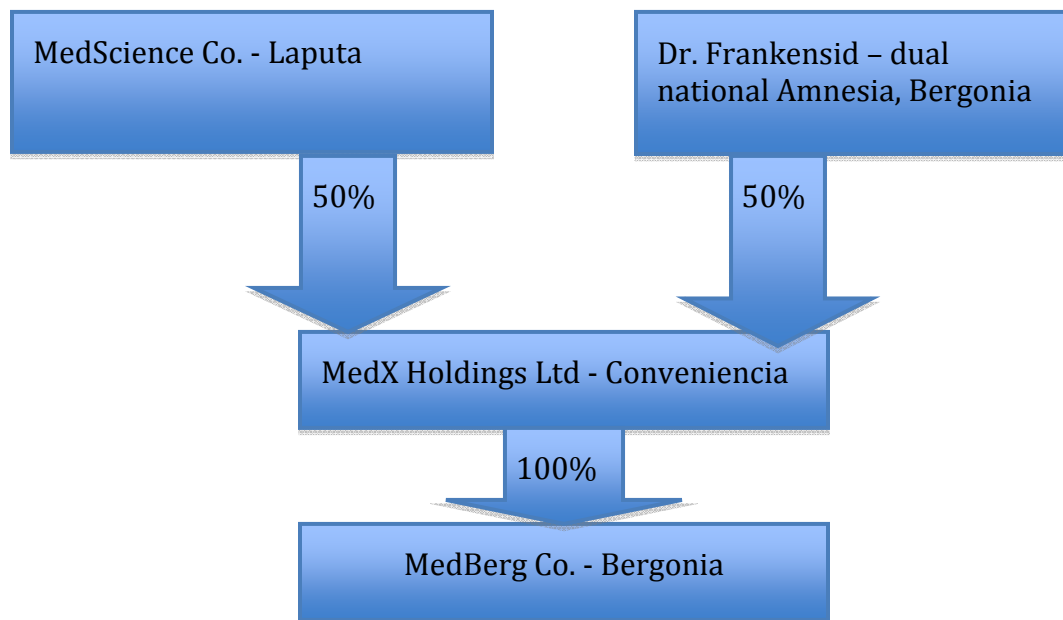 MedScience Co. - Laputa
Dr. Frankensid – dual
national Amnesia, Bergonia
50%
50%
MedX Holdings Ltd - Conveniencia
100%
MedBerg Co. - Bergonia